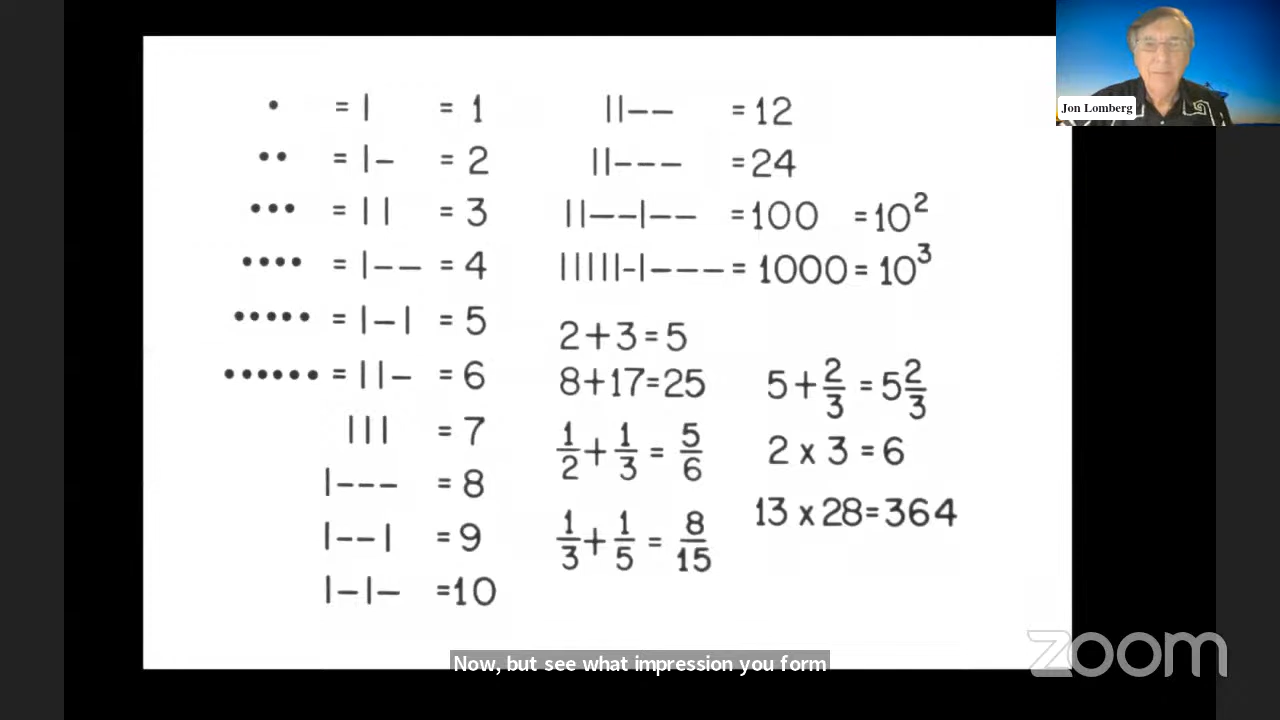 • = | = 1
•• = |− = 2
••• = | | = 3
•••• = |−− = 4
••••• = |−| = 5
•••••• = ||− = 6
||| = 7
|−−− = 8
|−−| = 9
|−|− =10
||−− =12
||−−− =24
||−−|−− =100 =10²
|||||−|−−− = 1000 = 10³
2+3=5
8+17=25
1/2 + 1/3 = 5/6
1/3 + 1/5 = 8/15
5+2/3 =5 2/3
2 x 3 =6
13 x 28=364
Jon Lomberg
Now, but see what impression you form
zoom